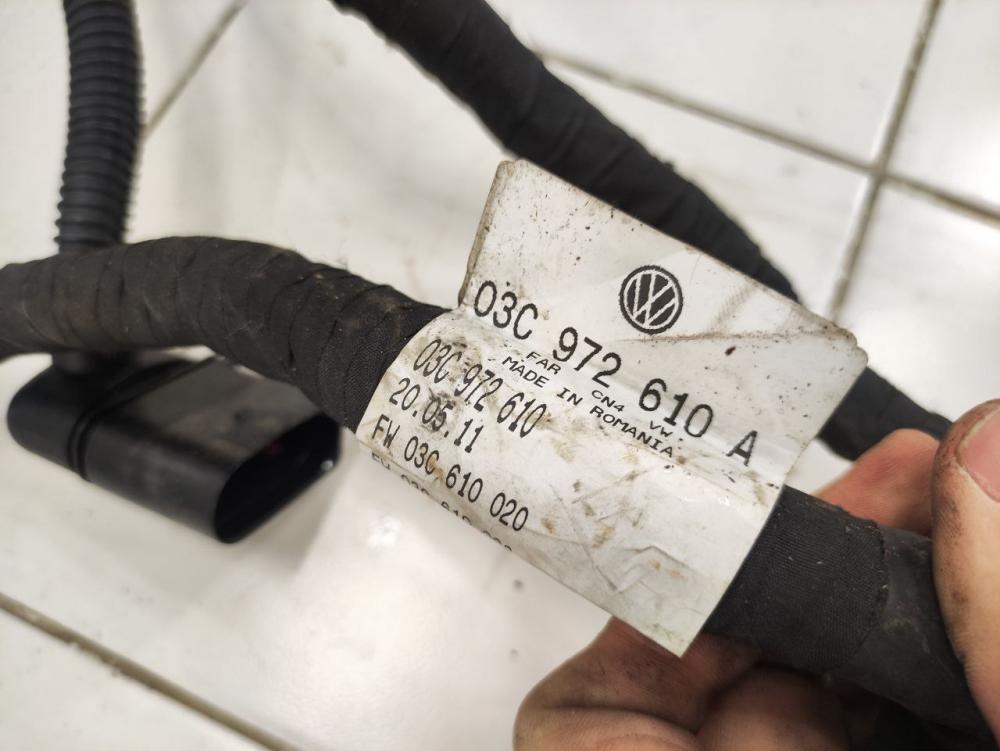 03C 972 610 A
FAR CN4 VW
MADE IN ROMANIA
03C 972 610
20.05.11
FW 03C 610 020